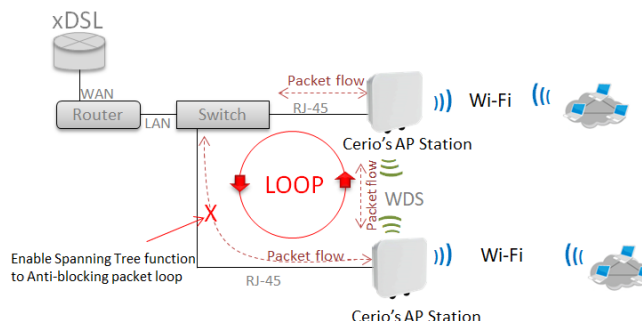 xDSL
WAN
Router
LAN
Switch
Packet flow
RJ-45
Wi-Fi
Cerio's AP Station
LOOP
Packet flow
WDS
X
Enable Spanning Tree function
to Anti-blocking packet loop
Packet flow
RJ-45
Wi-Fi
Cerio's AP Station